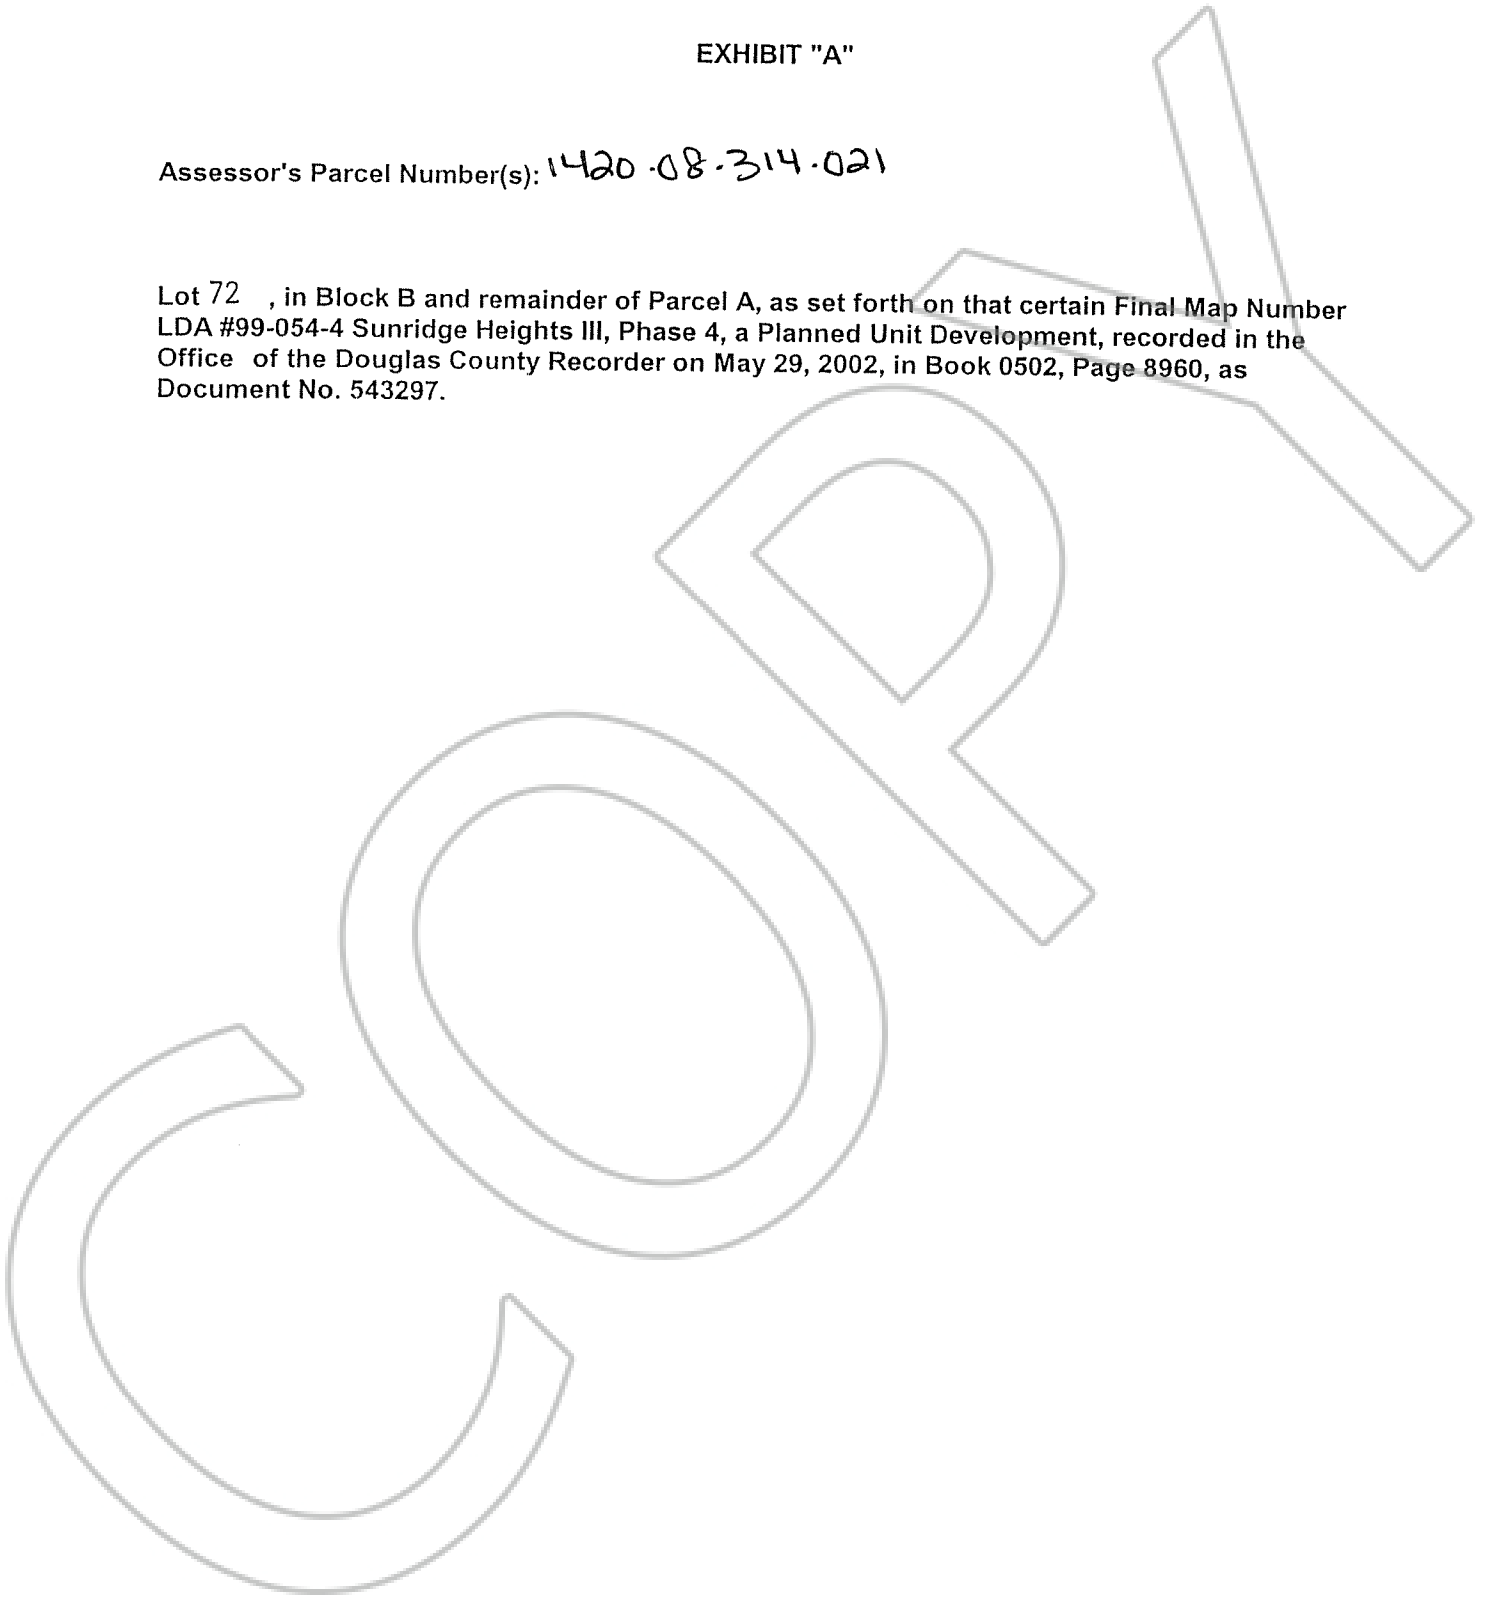 EXHIBIT "A"
Assessor's Parcel Number(s): 1420-08-314-021
Lot 72 , in Block B and remainder of Parcel A, as set forth on that certain Final Map Number
LDA #99-054-4 Sunridge Heights III, Phase 4, a Planned Unit Development, recorded in the
Office of the Douglas County Recorder on May 29, 2002, in Book 0502, Page 8960, as
Document No. 543297.
COPY